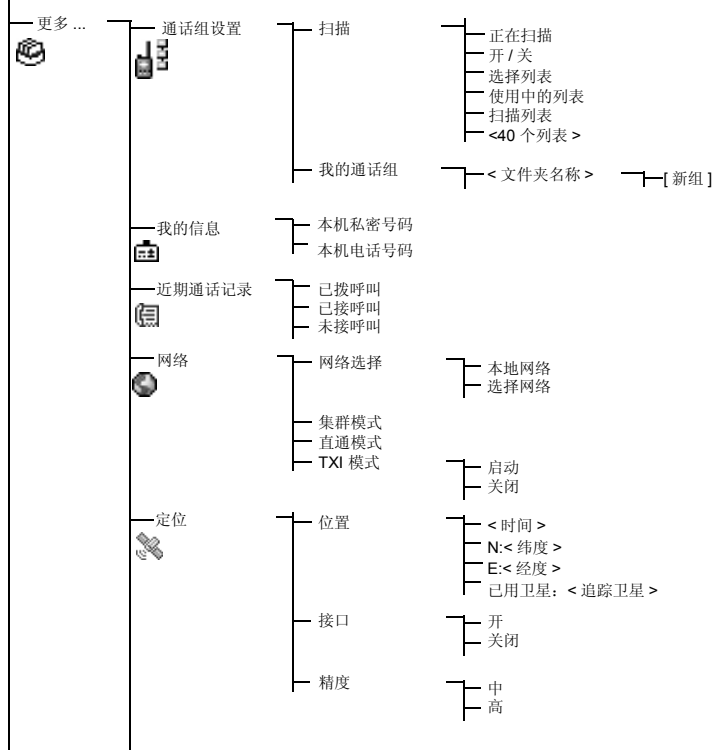 更多 ...
通话组设置
扫描
正在扫描
开 / 关
选择列表
使用中的列表
扫描列表
<40 个列表 >
我的通话组
< 文件夹名称 >
[ 新组 ]
我的信息
本机私密号码
本机电话号码
近期通话记录
已拨呼叫
已接呼叫
未接呼叫
网络
网络选择
本地网络
选择网络
集群模式
直通模式
TXI 模式
启动
关闭
定位
位置
< 时间 >
N:< 纬度 >
E:< 经度 >
已用卫星：< 追踪卫星 >
接口
开
关闭
精度
中
高